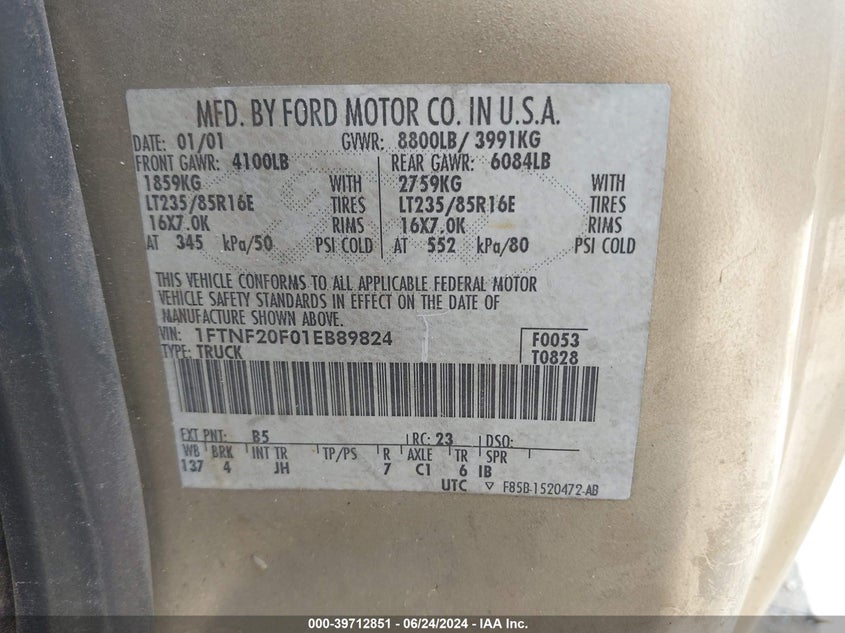 MFD. BY FORD MOTOR CO. IN U.S.A.
DATE: 01/01 GVWR: 8800LB/ 3991KG
FRONT GAWR: 4100LB REAR GAWR: 6084LB
1859KG WITH 2759KG WITH
LT235/85R16E TIRES LT235/85R16E TIRES
16X7.0K RIMS 16X7.0K RIMS
AT 345 kPa/50 PSI COLD AT 552 kPa/80 PSI COLD
THIS VEHICLE CONFORMS TO ALL APPLICABLE FEDERAL MOTOR
VEHICLE SAFETY STANDARDS IN EFFECT ON THE DATE OF
MANUFACTURE SHOWN ABOVE.
VIN: 1FTNF20F01EB89824 F0053
TYPE: TRUCK T0828
EXT PNT: B5 RC: 23 DSO:
WB BRK INT TR TP/PS R AXLE TR SPR
137 4 JH 7 C1 6 IB
UTC ▽ F85B-1520472-AB
000-39712851 - 06/24/2024 - IAA Inc.